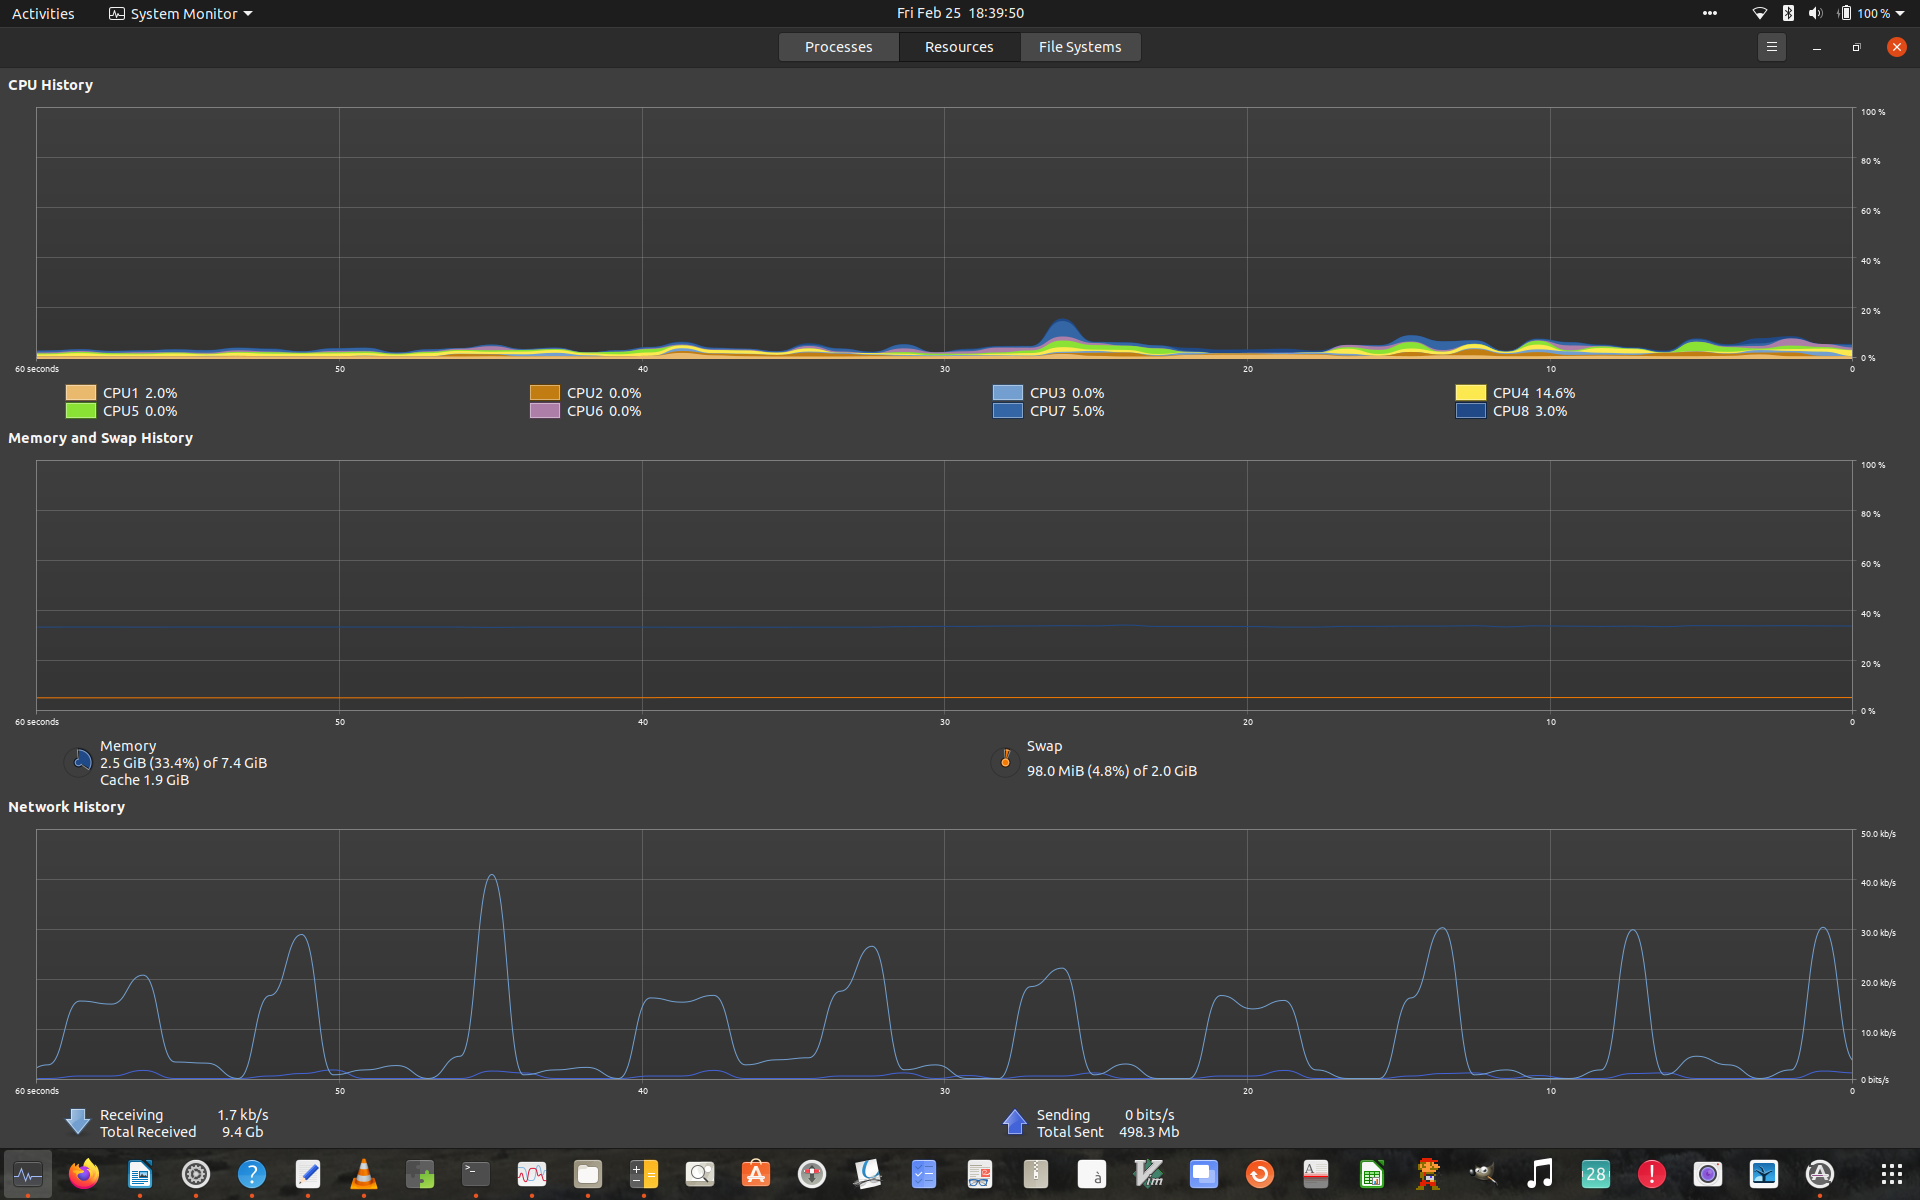 Activities System Monitor Fri Feb 25 18:39:50 100 %
Processes Resources File Systems
CPU History
100 %
80 %
60 %
40 %
20 %
0 %
60 seconds 50 40 30 20 10 0
CPU1 2.0% CPU2 0.0% CPU3 0.0% CPU4 14.6%
CPU5 0.0% CPU6 0.0% CPU7 5.0% CPU8 3.0%
Memory and Swap History
100 %
80 %
60 %
40 %
20 %
0 %
60 seconds 50 40 30 20 10 0
Memory
2.5 GiB (33.4%) of 7.4 GiB
Cache 1.9 GiB
Swap
98.0 MiB (4.8%) of 2.0 GiB
Network History
50.0 kb/s
40.0 kb/s
30.0 kb/s
20.0 kb/s
10.0 kb/s
0 bits/s
60 seconds 50 40 30 20 10 0
Receiving 1.7 kb/s
Total Received 9.4 Gb
Sending 0 bits/s
Total Sent 498.3 Mb
à
Vim
28